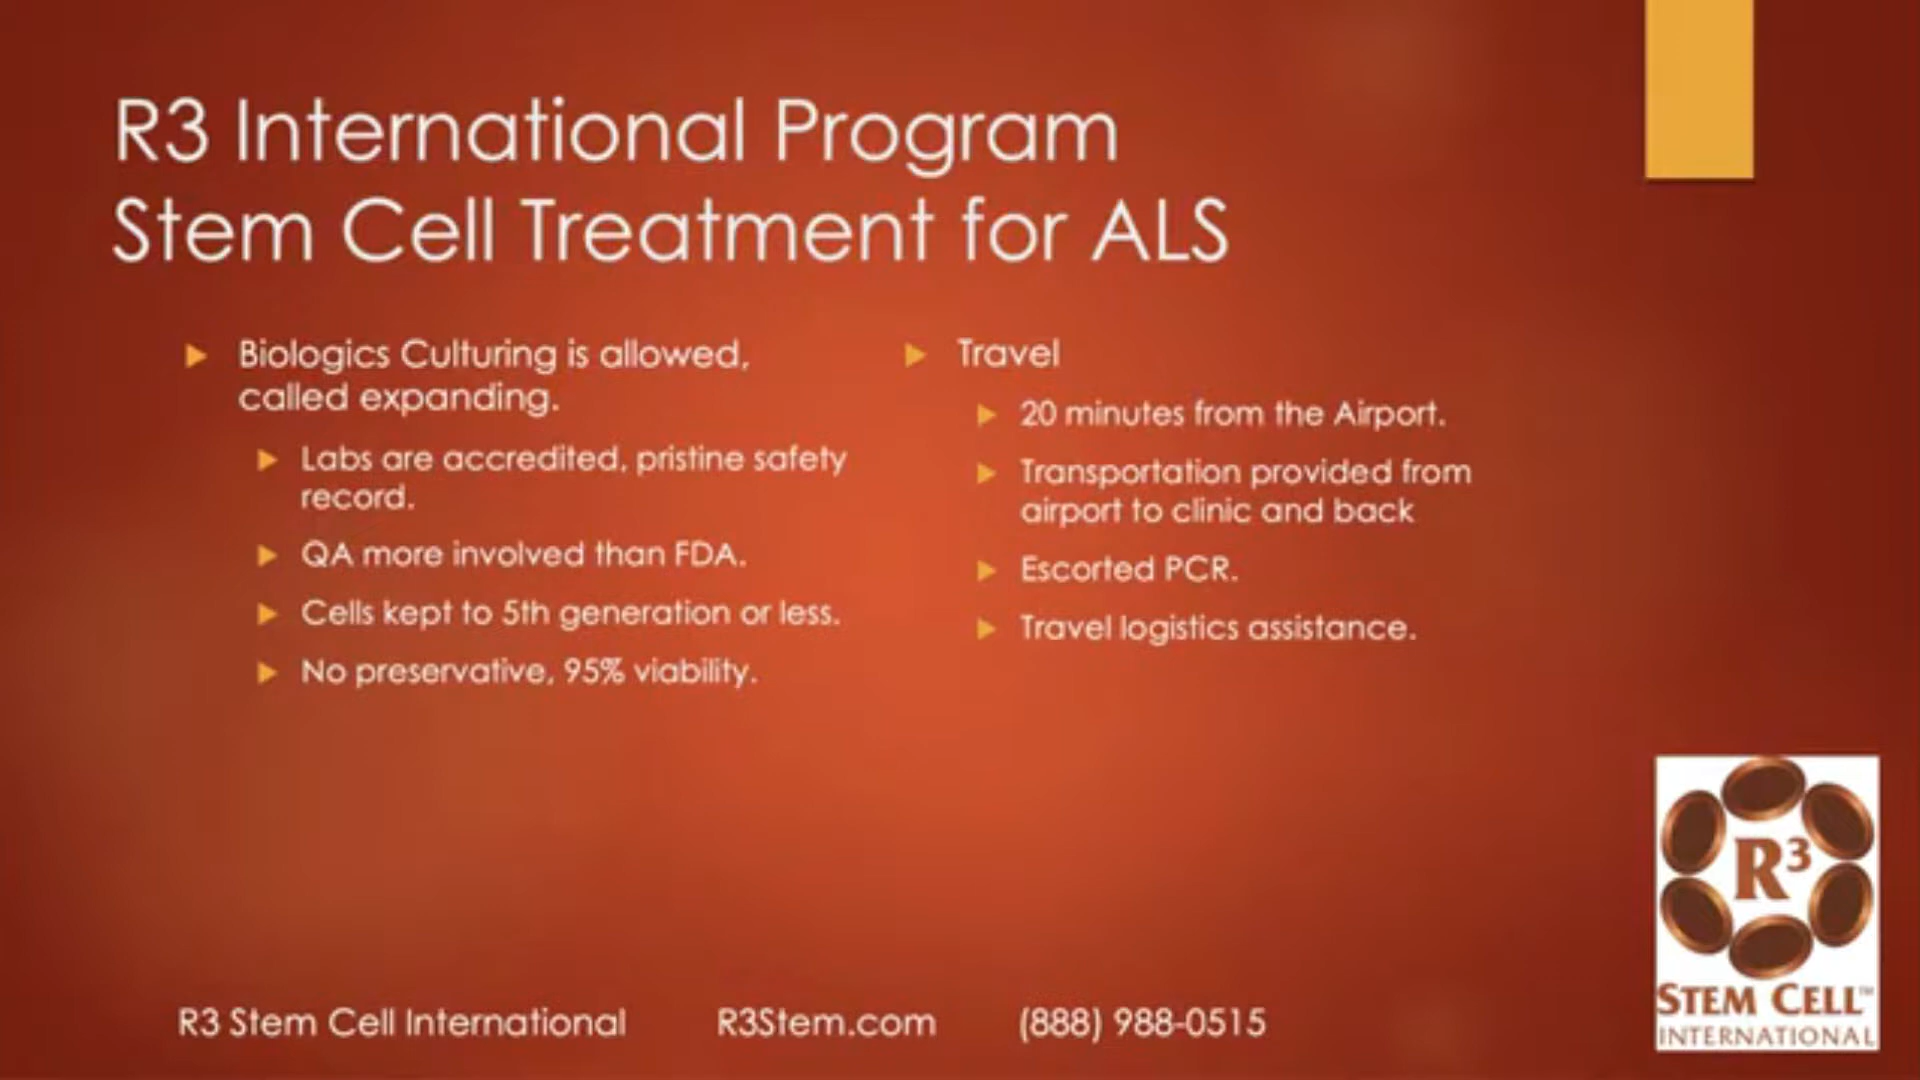 R3 International Program
Stem Cell Treatment for ALS
Biologics Culturing is allowed,
called expanding.
Labs are accredited, pristine safety
record.
QA more involved than FDA.
Cells kept to 5th generation or less.
No preservative, 95% viability.
Travel
20 minutes from the Airport.
Transportation provided from
airport to clinic and back
Escorted PCR.
Travel logistics assistance.
R3
STEM CELL™
INTERNATIONAL
R3 Stem Cell International R3Stem.com (888) 988-0515